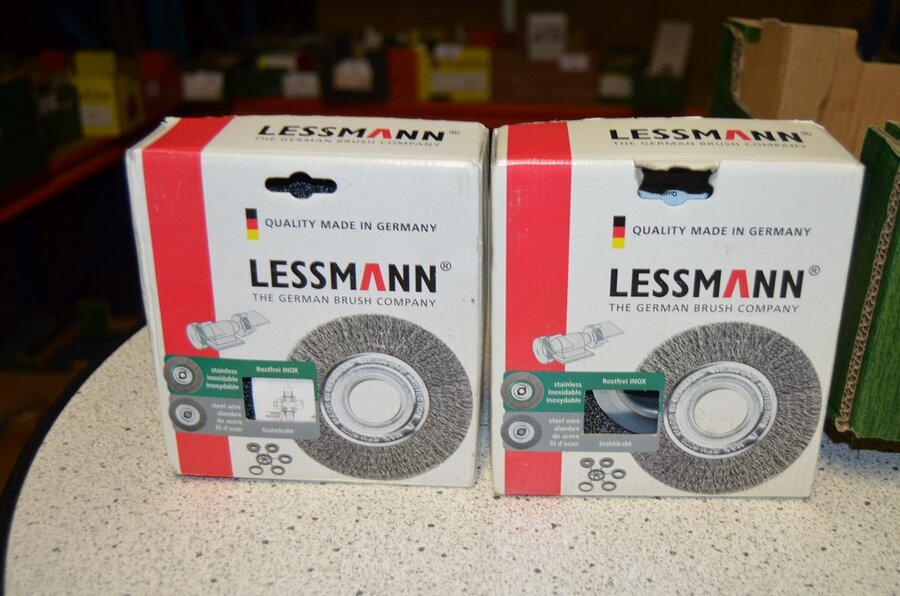 LESSMANN®
THE GERMAN BRUSH COMPANY
QUALITY MADE IN GERMANY
LESSMANN®
THE GERMAN BRUSH COMPANY
stainless
inoxidable
inoxydable
Rostfrei INOX
steel wire
alambre
de acero
fil d'acier
Stahldraht
LESSMANN®
THE GERMAN BRUSH COMPANY
QUALITY MADE IN GERMANY
LESSMANN®
THE GERMAN BRUSH COMPANY
stainless
inoxidable
inoxydable
Rostfrei INOX
steel wire
alambre
de acero
fil d'acier
Stahldraht